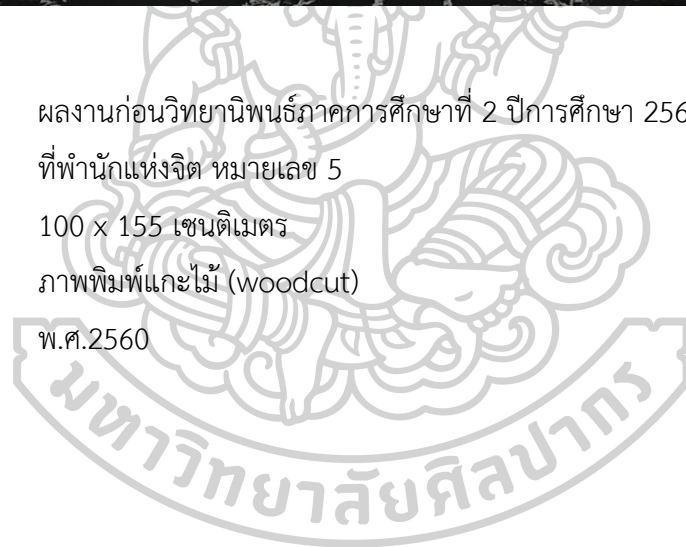 ผลงานก่อนวิทยานิพนธ์ภาคการศึกษาที่ 2 ปีการศึกษา 256
ที่พำนักแห่งจิต หมายเลข 5
100 x 155 เซนติเมตร
ภาพพิมพ์แกะไม้ (woodcut)
พ.ศ.2560
มหาวิทยาลัยศิลปากร